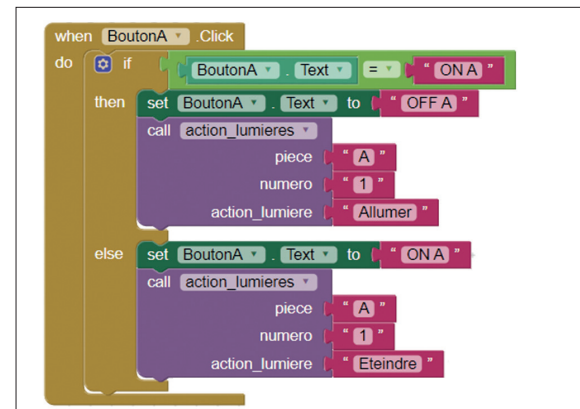 when BoutonA .Click
do if BoutonA . Text = " ON A "
then set BoutonA . Text to " OFF A "
call action_lumieres
piece " A "
numero " 1 "
action_lumiere " Allumer "
else set BoutonA . Text to " ON A "
call action_lumieres
piece " A "
numero " 1 "
action_lumiere " Eteindre "